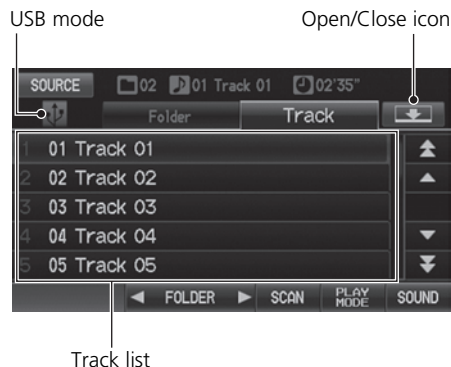 USB mode
Open/Close icon
SOURCE 02 01 Track 01 02'35"
Folder Track
1 01 Track 01
2 02 Track 02
3 03 Track 03
4 04 Track 04
5 05 Track 05
FOLDER SCAN PLAY MODE SOUND
Track list